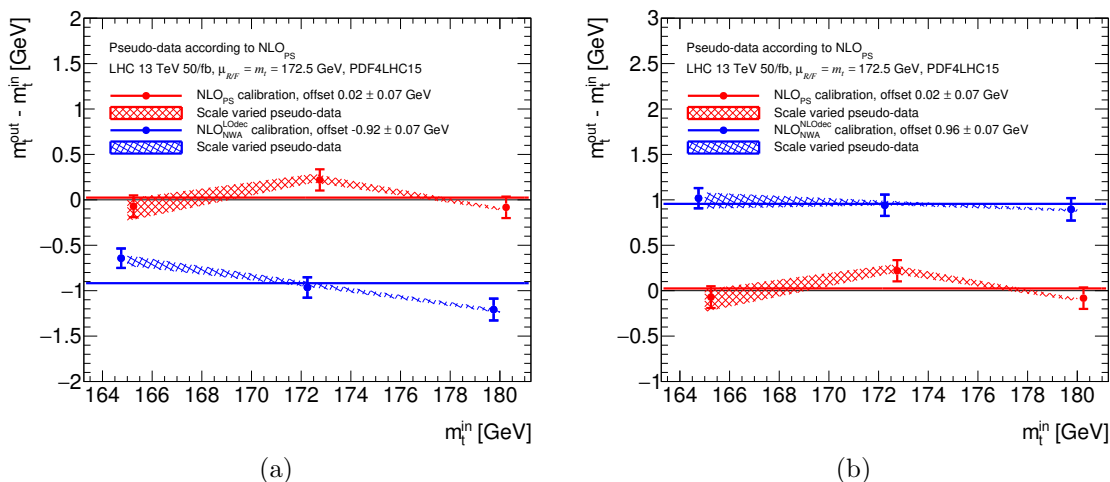 m_t^out - m_t^in [GeV]
2
1.5
1
0.5
0
−0.5
−1
−1.5
−2
Pseudo-data according to NLO_PS
LHC 13 TeV 50/fb, μ_R/F = m_t = 172.5 GeV, PDF4LHC15
NLO_PS calibration, offset 0.02 ± 0.07 GeV
Scale varied pseudo-data
NLO_NWA^LOdec calibration, offset -0.92 ± 0.07 GeV
Scale varied pseudo-data
164 166 168 170 172 174 176 178 180
m_t^in [GeV]
(a)
m_t^out - m_t^in [GeV]
3
2.5
2
1.5
1
0.5
0
−0.5
−1
Pseudo-data according to NLO_PS
LHC 13 TeV 50/fb, μ_R/F = m_t = 172.5 GeV, PDF4LHC15
NLO_PS calibration, offset 0.02 ± 0.07 GeV
Scale varied pseudo-data
NLO_NWA^NLOdec calibration, offset 0.96 ± 0.07 GeV
Scale varied pseudo-data
164 166 168 170 172 174 176 178 180
m_t^in [GeV]
(b)